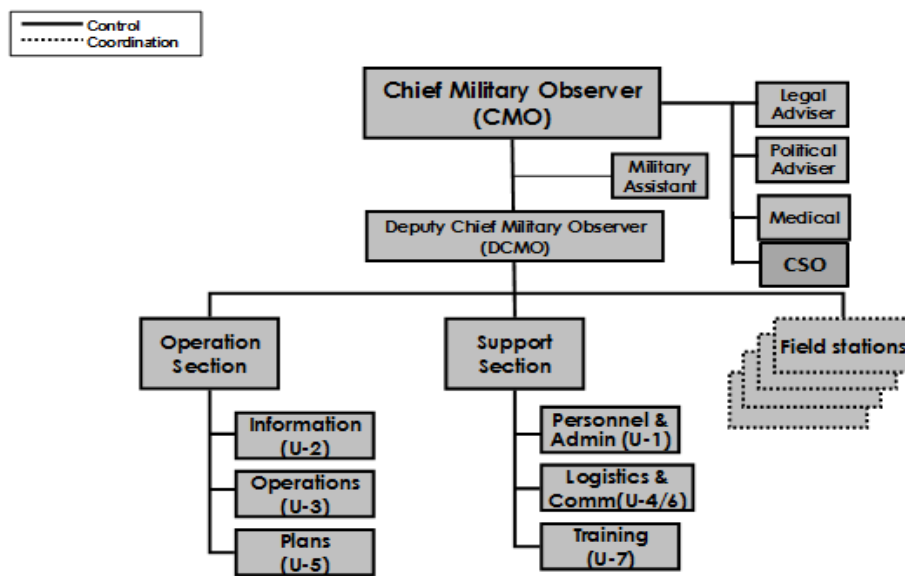 Control
Coordination
Chief Military Observer
(CMO)
Legal
Adviser
Political
Adviser
Military
Assistant
Medical
Deputy Chief Military Observer
(DCMO)
CSO
Operation
Section
Support
Section
Field stations
Information
(U-2)
Personnel &
Admin (U-1)
Operations
(U-3)
Logistics &
Comm(U-4/6)
Plans
(U-5)
Training
(U-7)